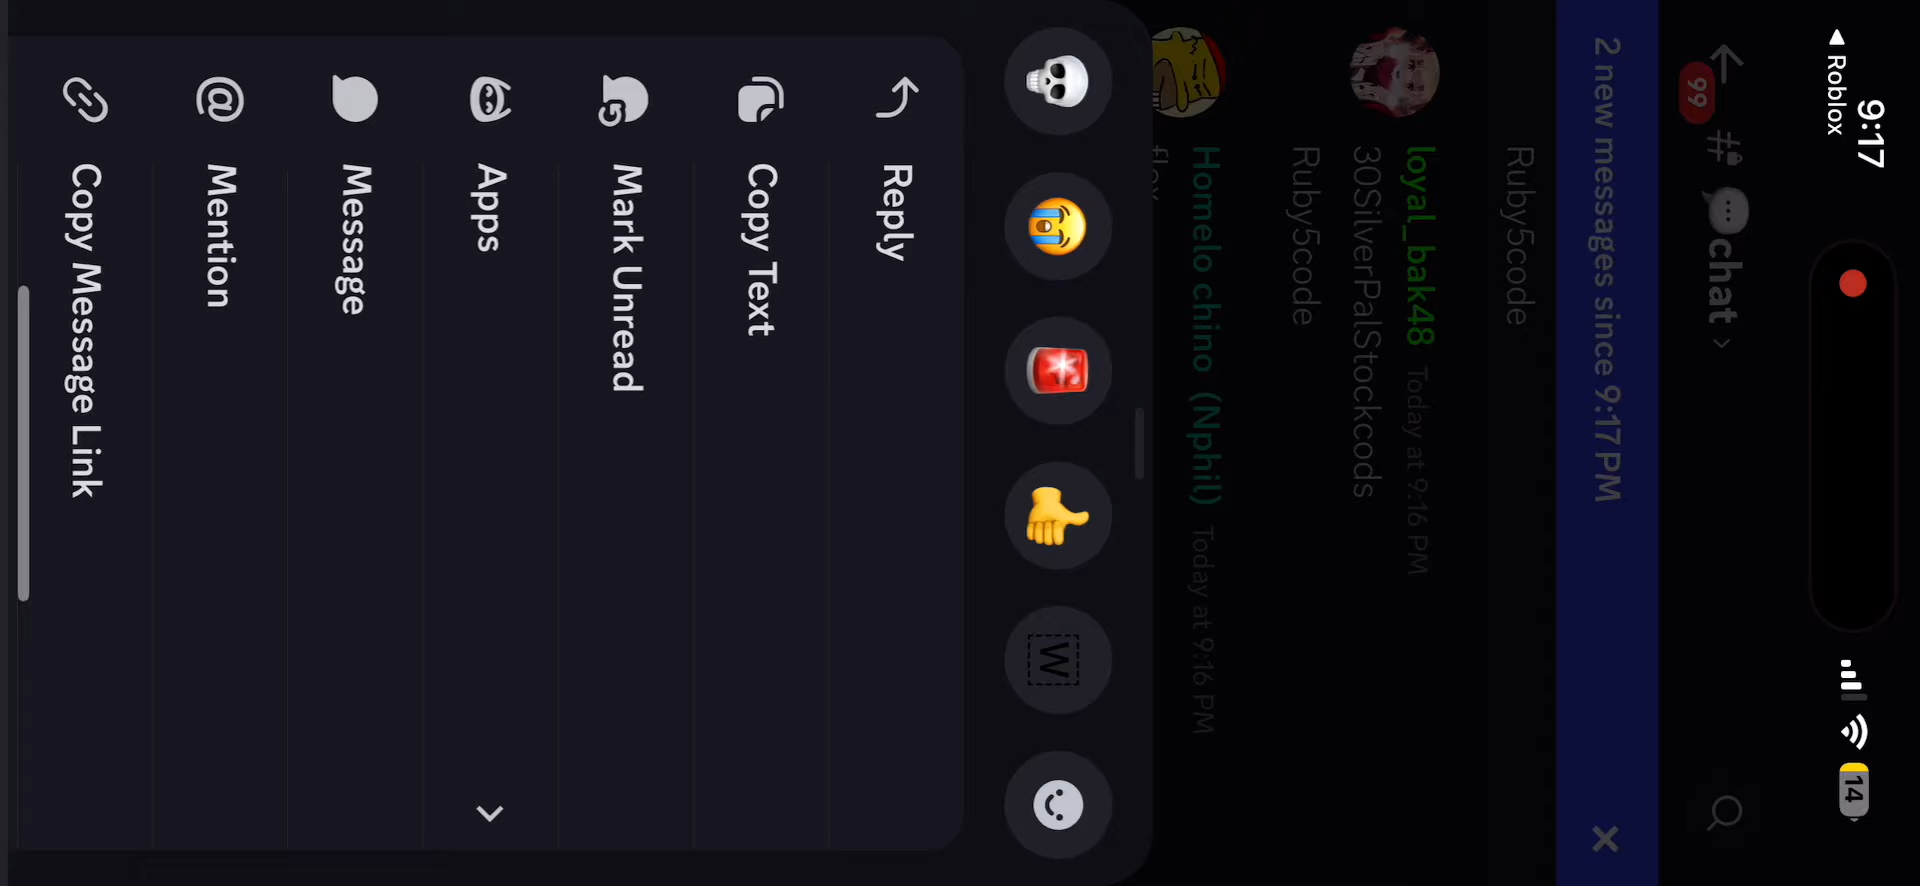 9:17
Roblox
14
99
chat
2 new messages since 9:17 PM
Ruby5code
loyal_bak48 Today at 9:16 PM
30SilverPalStockcods
Ruby5code
Homelo chino (Nphil) Today at 9:16 PM
W
Reply
Copy Text
Mark Unread
Apps
Message
Mention
Copy Message Link